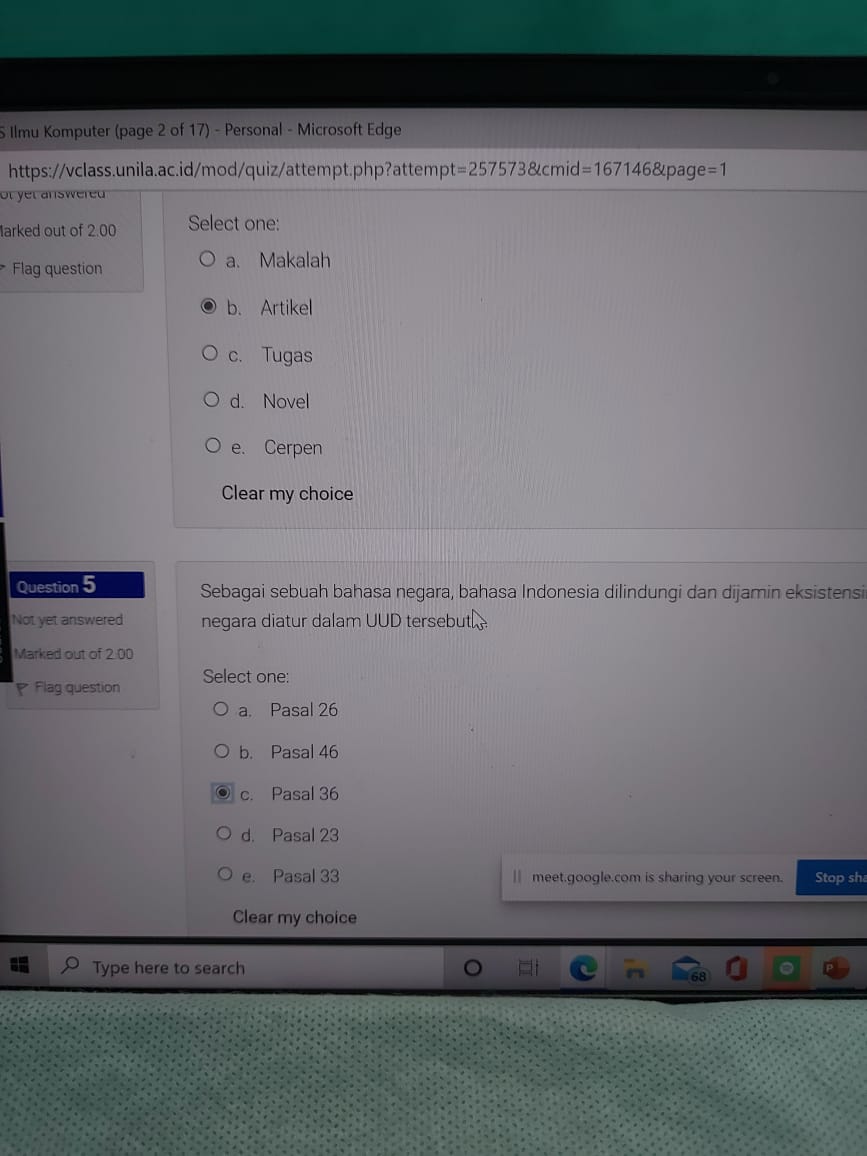 S Ilmu Komputer (page 2 of 17) - Personal - Microsoft Edge
https://vclass.unila.ac.id/mod/quiz/attempt.php?attempt=257573&cmid=167146&page=1
ot yet answered
Marked out of 2.00
Flag question
Select one:
a. Makalah
b. Artikel
c. Tugas
d. Novel
e. Cerpen
Clear my choice
Question 5
Not yet answered
Marked out of 2.00
Flag question
Sebagai sebuah bahasa negara, bahasa Indonesia dilindungi dan dijamin eksistensi
negara diatur dalam UUD tersebut
Select one:
a. Pasal 26
b. Pasal 46
c. Pasal 36
d. Pasal 23
e. Pasal 33
Clear my choice
meet.google.com is sharing your screen.
Stop sha
Type here to search
68
P